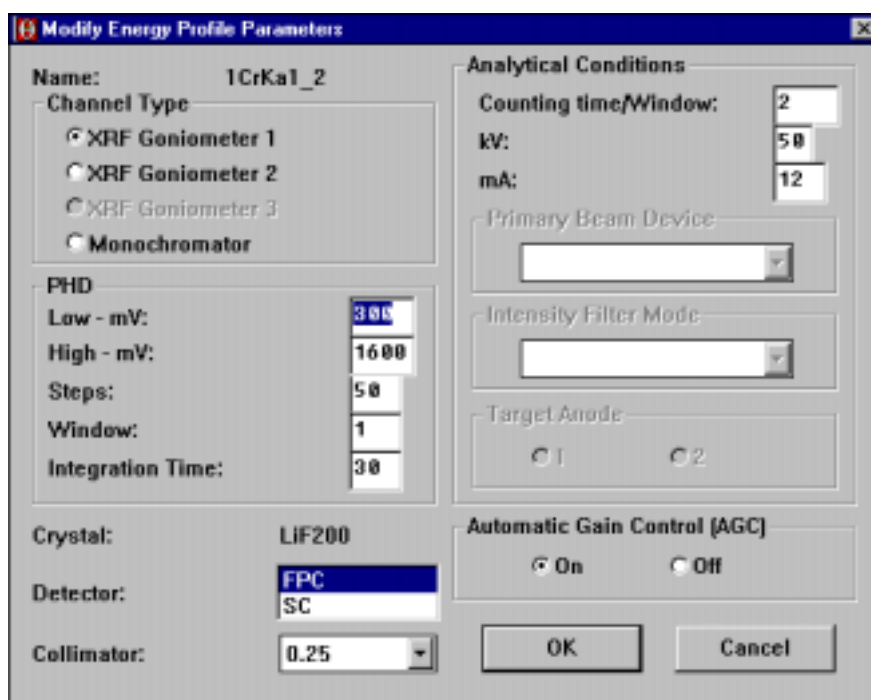 Modify Energy Profile Parameters
Name: 1CrKa1_2
Channel Type
XRF Goniometer 1
XRF Goniometer 2
XRF Goniometer 3
Monochromator
PHD
Low - mV: 300
High - mV: 1600
Steps: 50
Window: 1
Integration Time: 30
Crystal: LiF200
Detector: FPC
SC
Collimator: 0.25
Analytical Conditions
Counting time/Window: 2
kV: 50
mA: 12
Primary Beam Device
Intensity Filter Mode
Target Anode
1 2
Automatic Gain Control (AGC)
On Off
OK Cancel